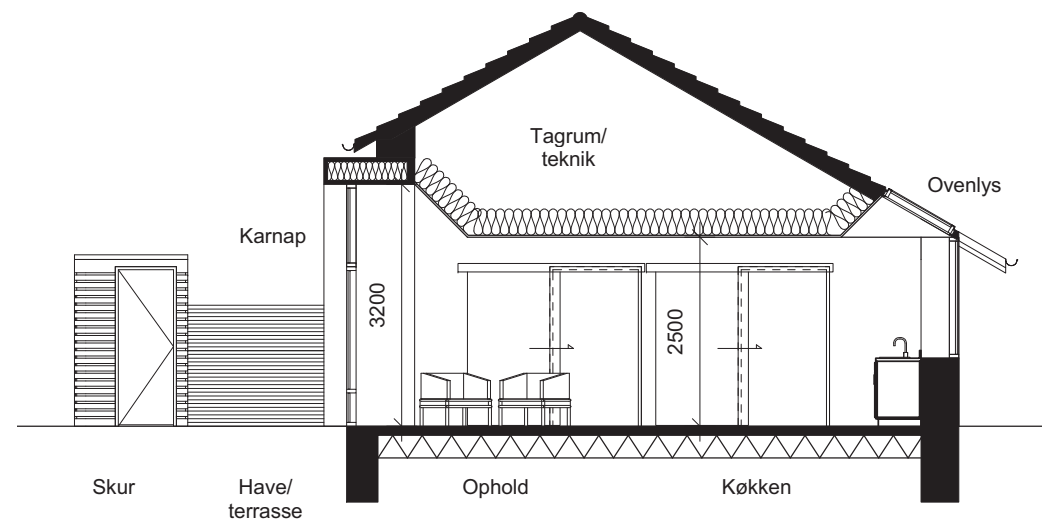 Tagrum/
teknik
Ovenlys
Karnap
3200
2500
Skur
Have/
terrasse
Ophold
Køkken